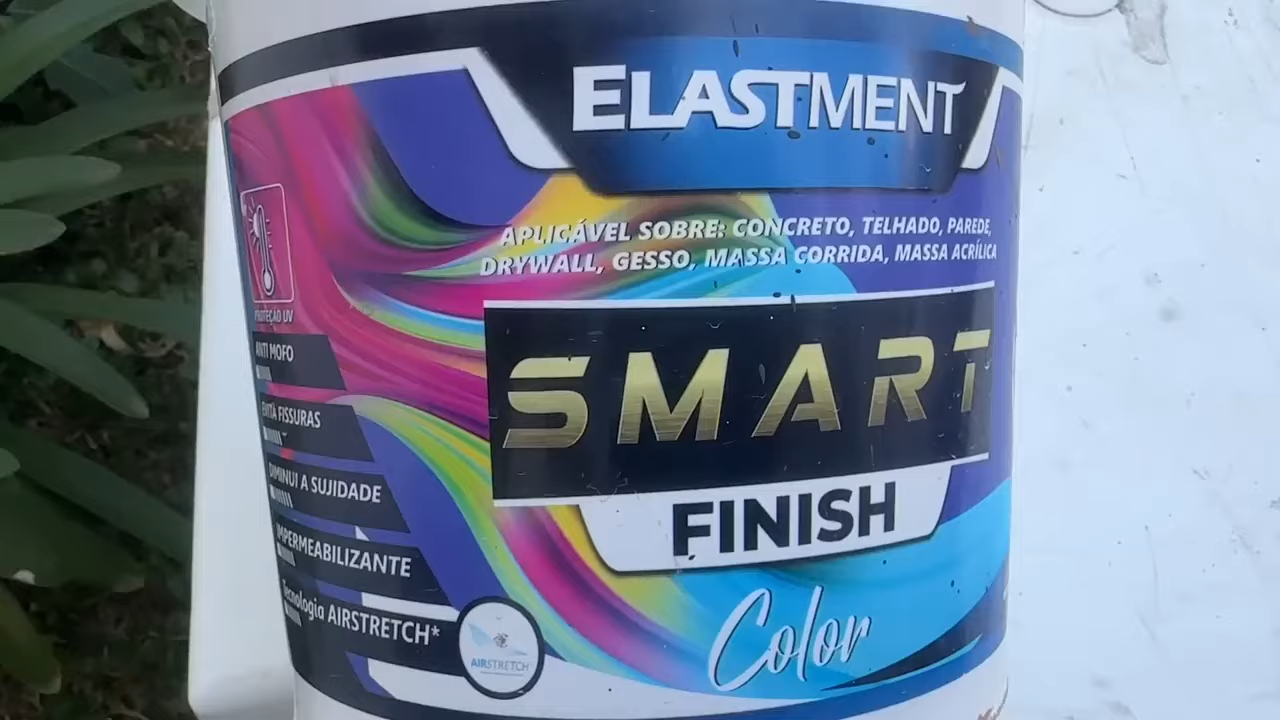 ELASTMENT
APLICÁVEL SOBRE: CONCRETO, TELHADO, PAREDE,
DRYWALL, GESSO, MASSA CORRIDA, MASSA ACRÍLICA
PROTEÇÃO UV
ANTI MOFO
EVITA FISSURAS
DIMINUI A SUJIDADE
IMPERMEABILIZANTE
Tecnologia AIRSTRETCH*
AIRSTRETCH
SMART
FINISH
Color